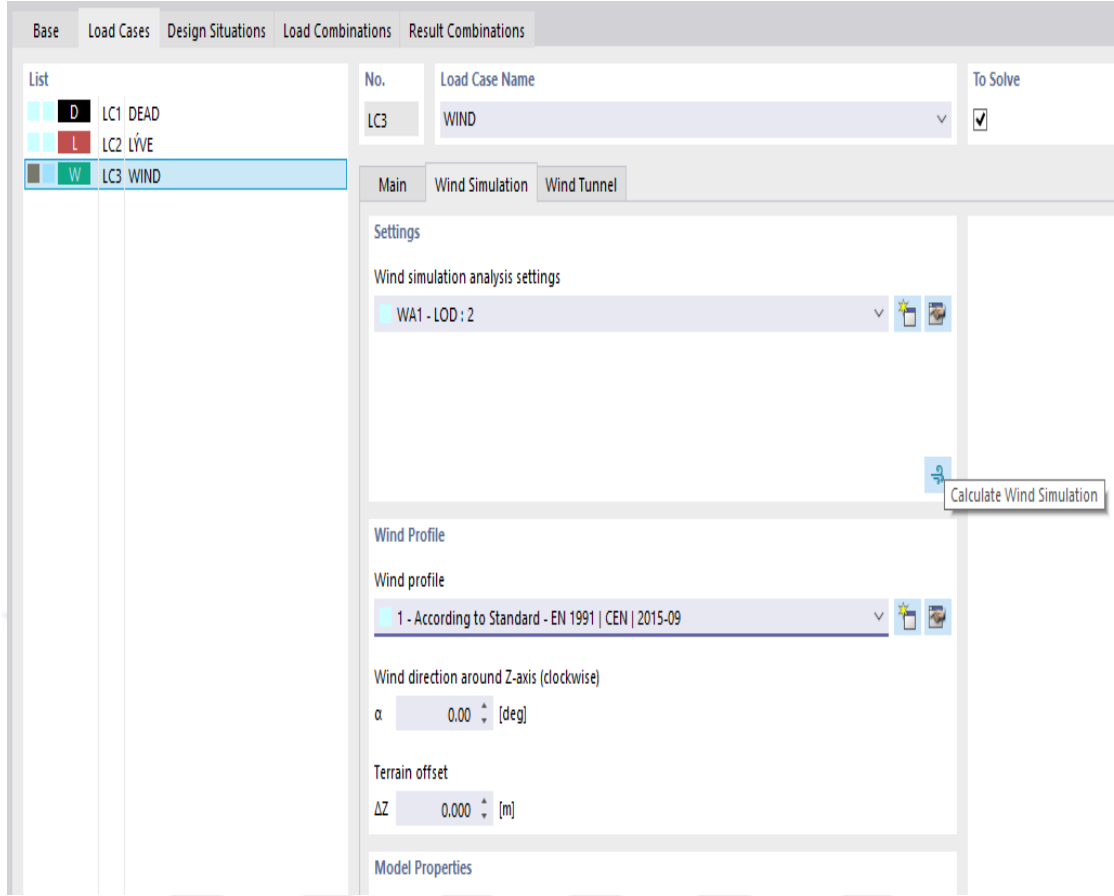 Base Load Cases Design Situations Load Combinations Result Combinations
List
D LC1 DEAD
L LC2 LÝVE
W LC3 WIND
No.
LC3
Load Case Name
WIND
To Solve
Main Wind Simulation Wind Tunnel
Settings
Wind simulation analysis settings
WA1 - LOD : 2
Calculate Wind Simulation
Wind Profile
Wind profile
1 - According to Standard - EN 1991 | CEN | 2015-09
Wind direction around Z-axis (clockwise)
α 0.00 [deg]
Terrain offset
ΔZ 0.000 [m]
Model Properties